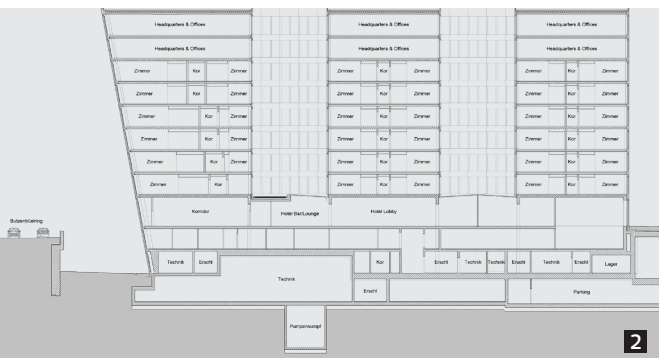 Headquarters & Offices Headquarters & Offices Headquarters & Offices
Headquarters & Offices Headquarters & Offices Headquarters & Offices
Zimmer Kor Zimmer Zimmer Kor Zimmer Zimmer Kor Zimmer
Zimmer Kor Zimmer Zimmer Kor Zimmer Zimmer Kor Zimmer
Zimmer Kor Zimmer Zimmer Kor Zimmer Zimmer Kor Zimmer
Zimmer Kor Zimmer Zimmer Kor Zimmer Zimmer Kor Zimmer
Zimmer Kor Zimmer Zimmer Kor Zimmer Zimmer Kor Zimmer
Zimmer Kor Zimmer Zimmer Kor Zimmer Zimmer Kor Zimmer
Korridor Hotel Bar/Lounge Hotel Lobby
Butzenbüelring
Technik Erschl Kor Erschl Technik Technik Erschl Technik Erschl Lager
Technik
Erschl Parking
Pumpensumpf
2